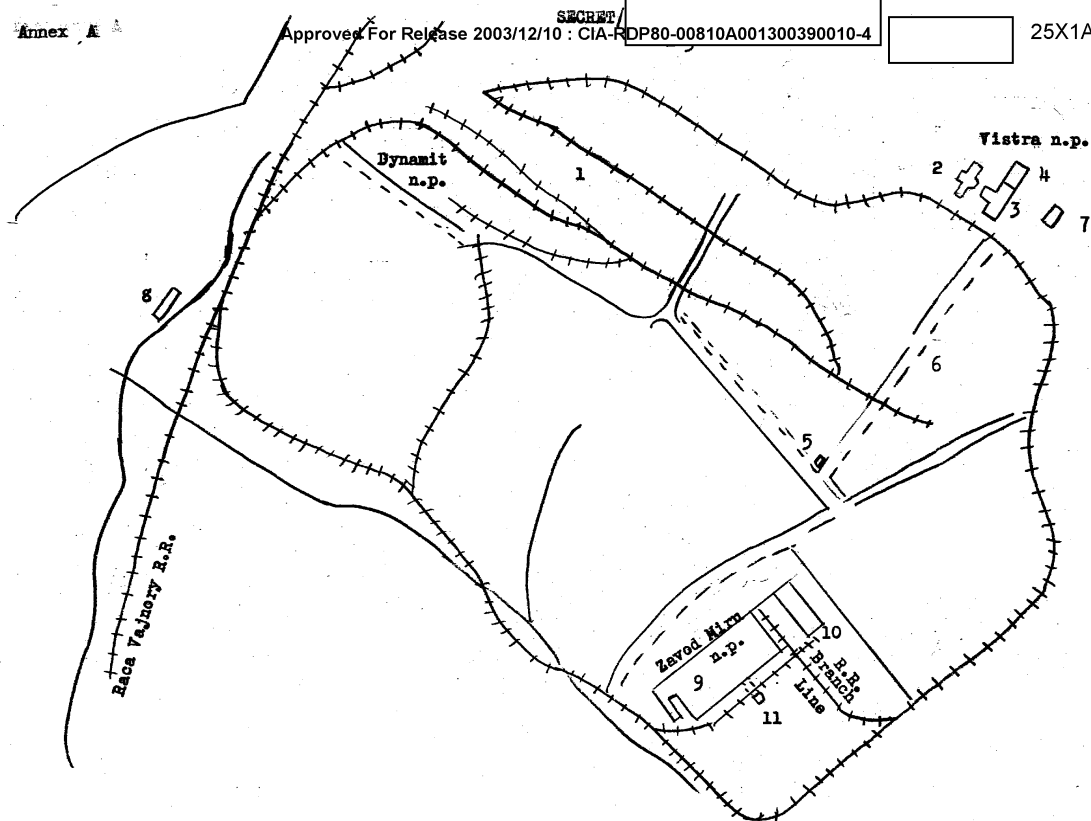 Annex A
SECRET
Approved For Release 2003/12/10 : CIA-RDP80-00810A001300390010-4
25X1A
Vistra n.p.
Dynamit
n.p.
1
2
4
3
7
8
6
5
Raca Vajnory R.R.
Zavod Miru
n.p.
9
10
R.R.
Branch
Line
11